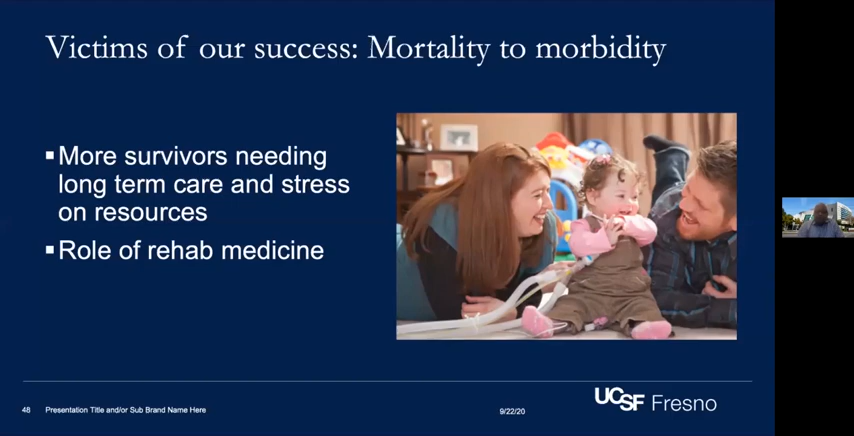 Victims of our success: Mortality to morbidity
▪More survivors needing
long term care and stress
on resources
▪Role of rehab medicine
48 Presentation Title and/or Sub Brand Name Here
9/22/20
UCSF Fresno